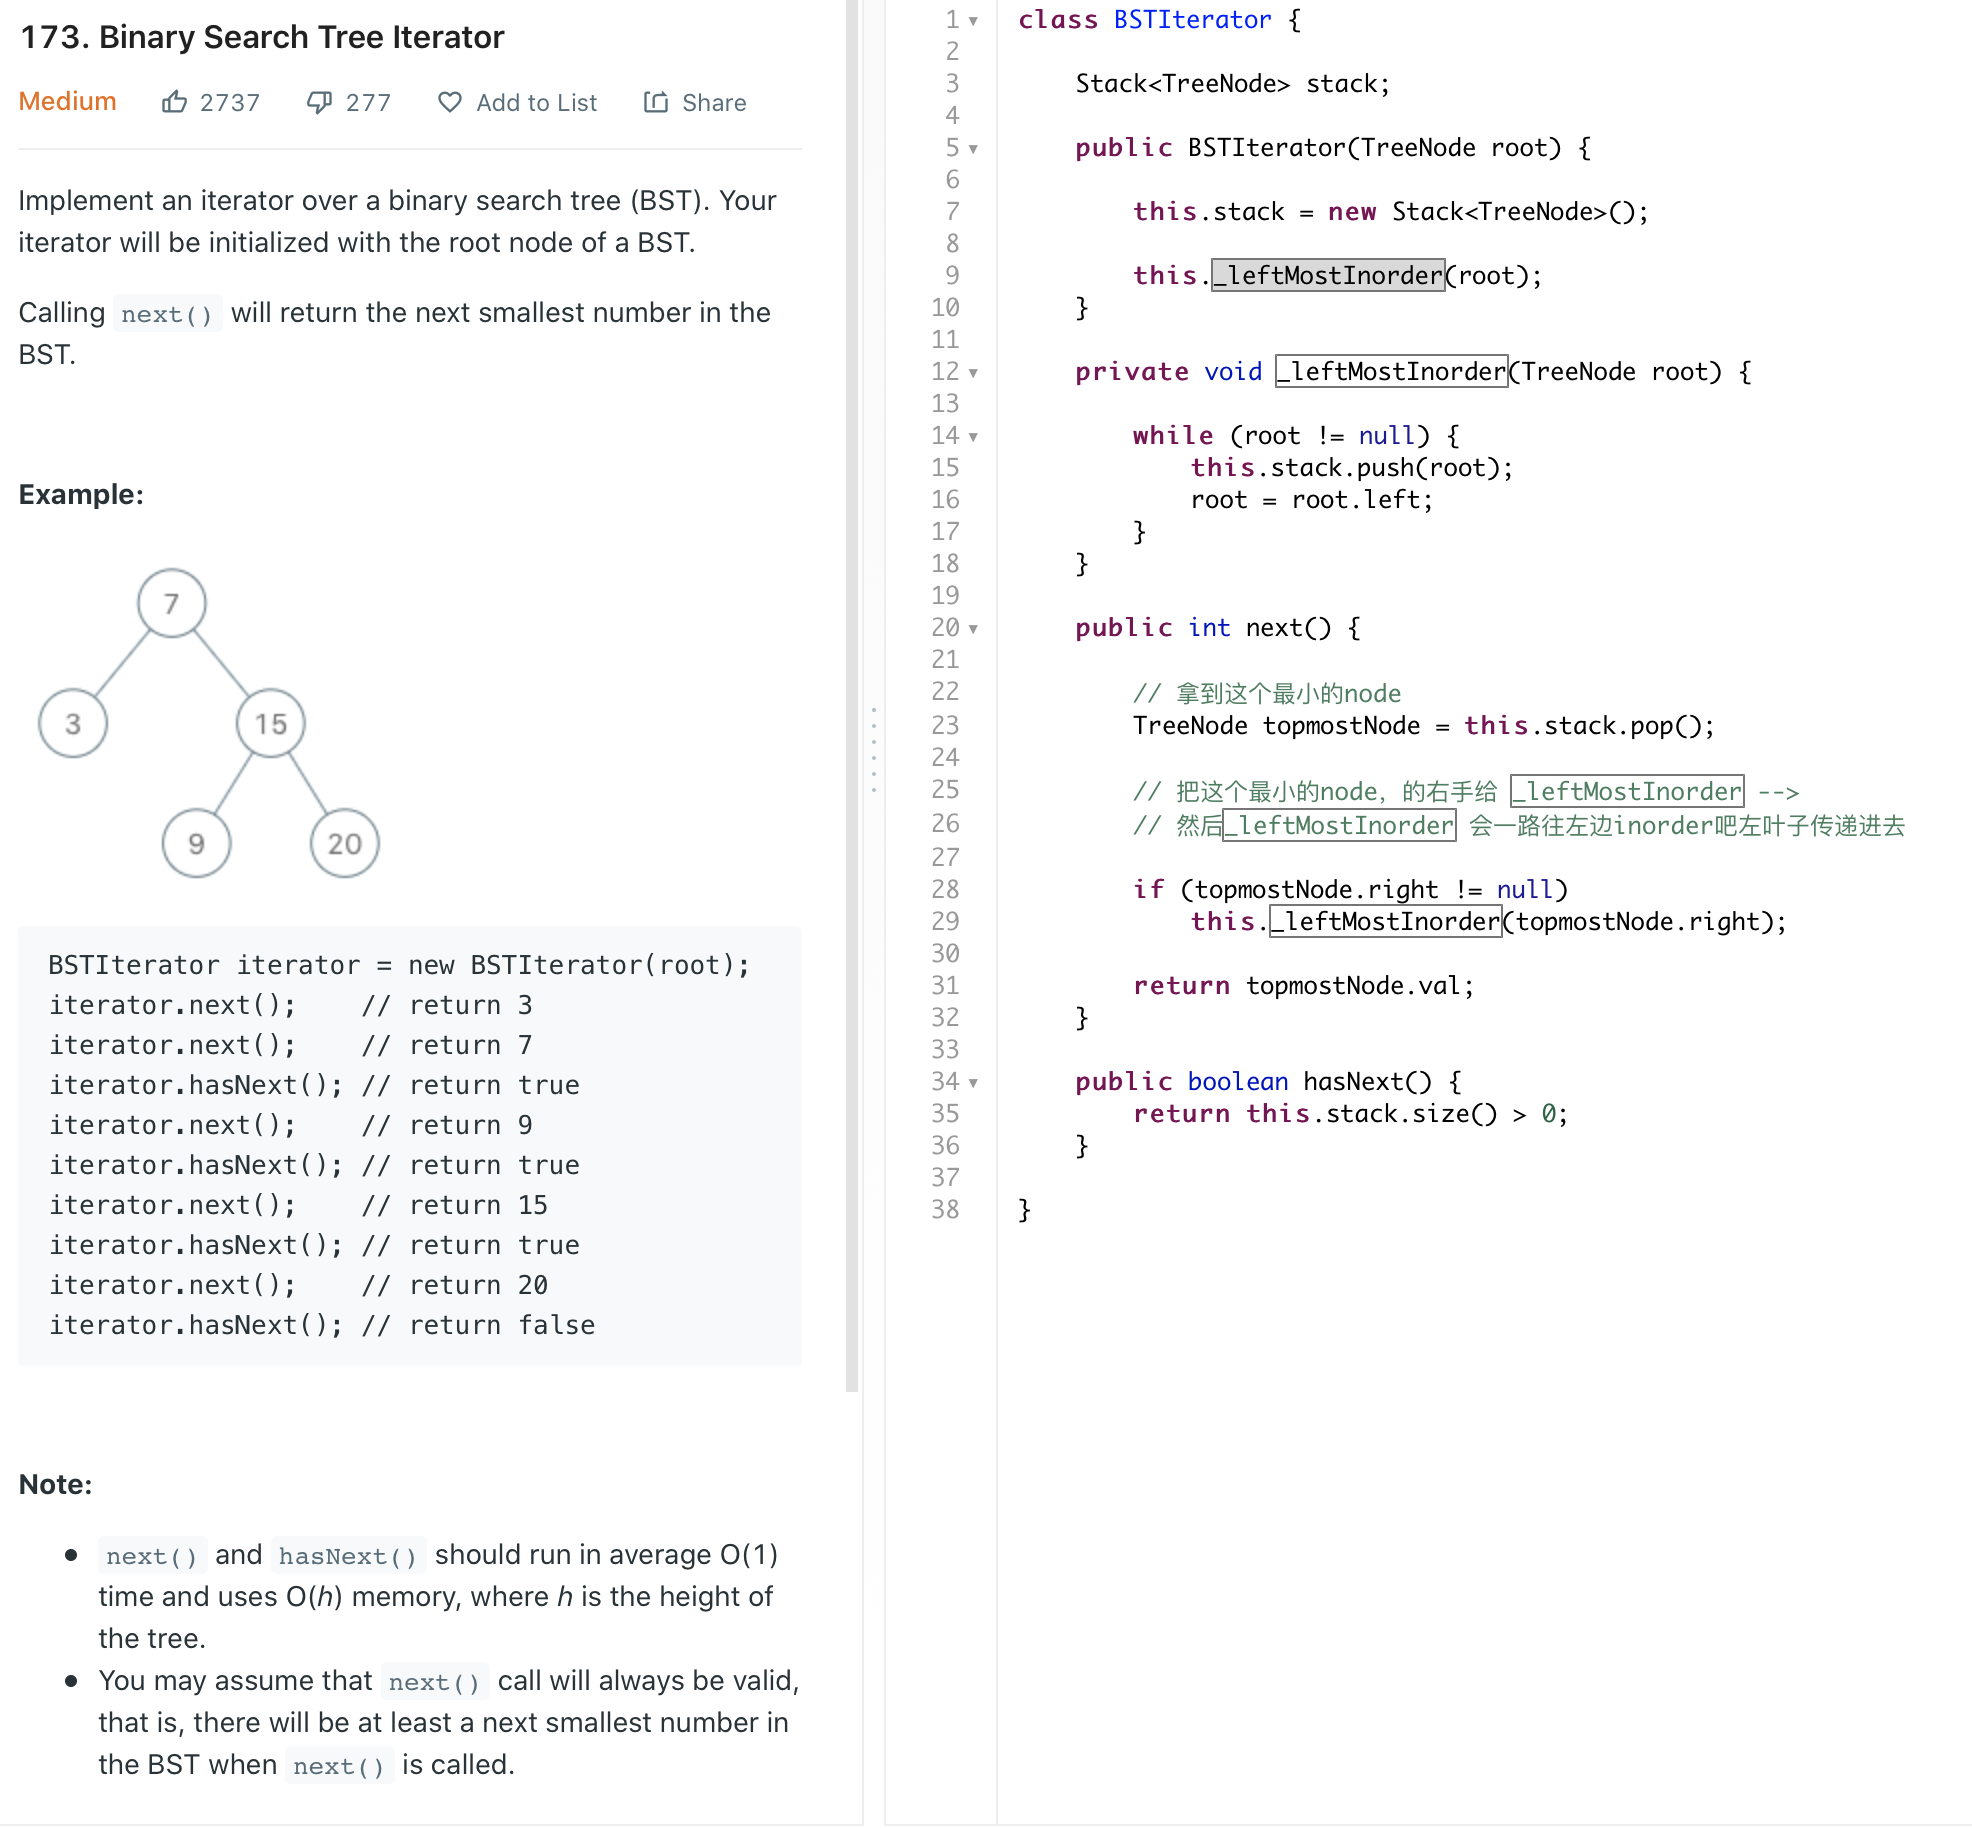 173. Binary Search Tree Iterator
Medium 2737 277 Add to List Share
Implement an iterator over a binary search tree (BST). Your
iterator will be initialized with the root node of a BST.
Calling next() will return the next smallest number in the
BST.
Example:
7
3 15
9 20
BSTIterator iterator = new BSTIterator(root);
iterator.next();    // return 3
iterator.next();    // return 7
iterator.hasNext(); // return true
iterator.next();    // return 9
iterator.hasNext(); // return true
iterator.next();    // return 15
iterator.hasNext(); // return true
iterator.next();    // return 20
iterator.hasNext(); // return false
Note:
● next() and hasNext() should run in average O(1)
time and uses O(h) memory, where h is the height of
the tree.
● You may assume that next() call will always be valid,
that is, there will be at least a next smallest number in
the BST when next() is called.
1 class BSTIterator {
2
3     Stack<TreeNode> stack;
4
5     public BSTIterator(TreeNode root) {
6
7         this.stack = new Stack<TreeNode>();
8
9         this._leftMostInorder(root);
10     }
11
12     private void _leftMostInorder(TreeNode root) {
13
14         while (root != null) {
15             this.stack.push(root);
16             root = root.left;
17         }
18     }
19
20     public int next() {
21
22         // 拿到这个最小的node
23         TreeNode topmostNode = this.stack.pop();
24
25         // 把这个最小的node，的右手给 _leftMostInorder -->
26         // 然后_leftMostInorder 会一路往左边inorder吧左叶子传递进去
27
28         if (topmostNode.right != null)
29             this._leftMostInorder(topmostNode.right);
30
31         return topmostNode.val;
32     }
33
34     public boolean hasNext() {
35         return this.stack.size() > 0;
36     }
37
38 }